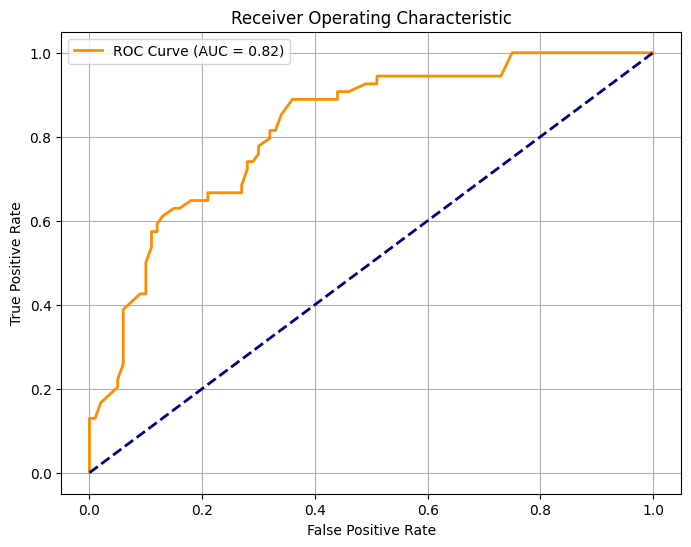 Receiver Operating Characteristic
ROC Curve (AUC = 0.82)
True Positive Rate
1.0
0.8
0.6
0.4
0.2
0.0
0.0 0.2 0.4 0.6 0.8 1.0
False Positive Rate